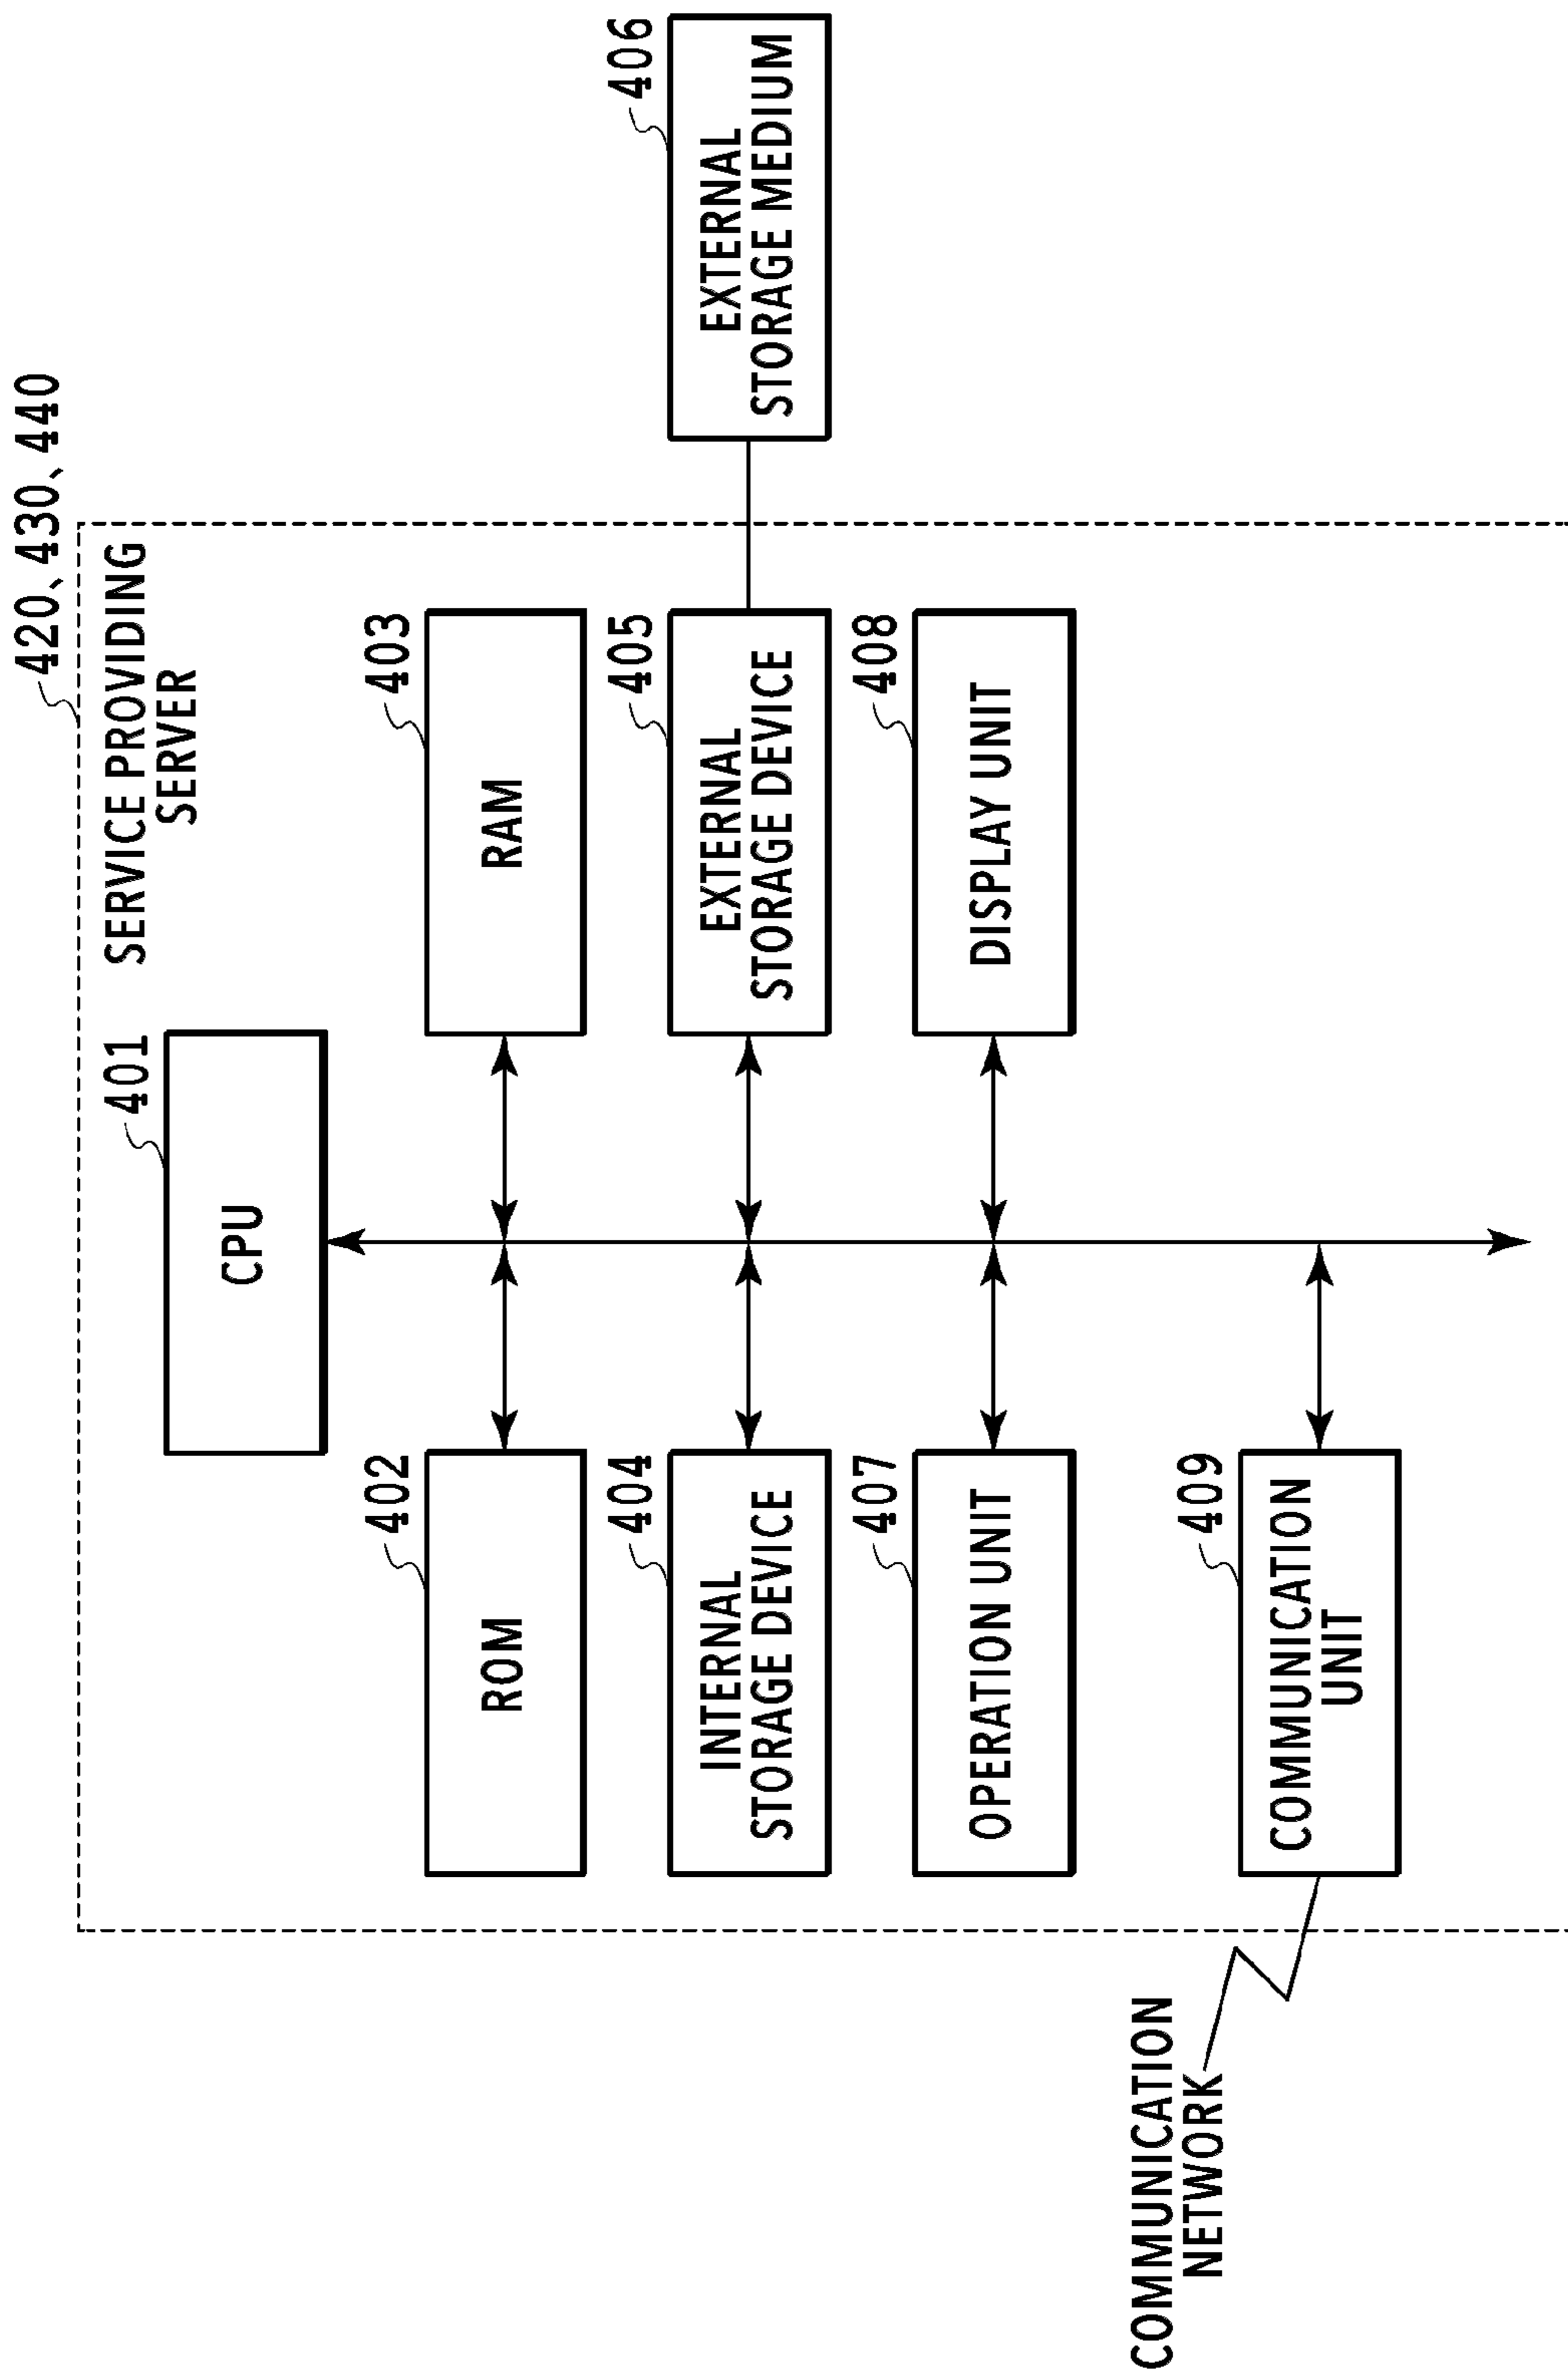 420、430、440
SERVICE PROVIDING
SERVER
401
CPU
402
ROM
403
RAM
404
INTERNAL
STORAGE DEVICE
405
EXTERNAL
STORAGE DEVICE
406
EXTERNAL
STORAGE MEDIUM
407
OPERATION UNIT
408
DISPLAY UNIT
409
COMMUNICATION
UNIT
COMMUNICATION
NETWORK